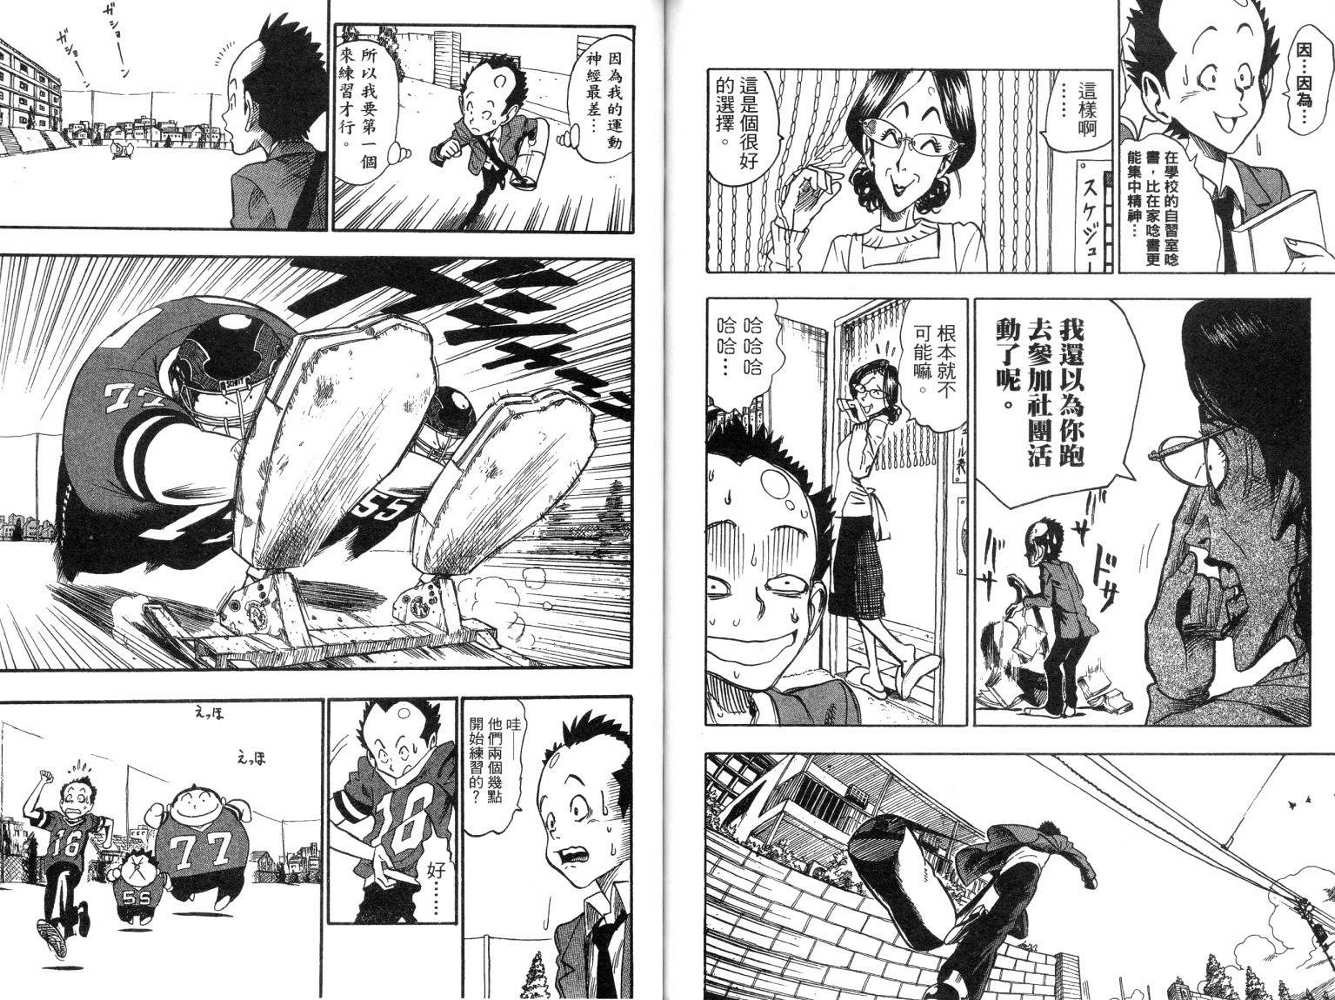 因…因為…
在學校的自習室唸
書，比在家唸書更
能集中精神…
這樣啊
……
スケジュー
這是個很好
的選擇。
我還以為你跑
去參加社團活
動了呢。
ドサドサ
根本就不
可能嘛。
ル表
哈哈哈
哈哈…
因為我的運動
神經最差…
所以我要第一個
來練習才行。
ガショーン
ガショーン
77
55
哇——
他們兩個幾點
開始練習的？
16
好……
えっほ
えっほ
16
77
55